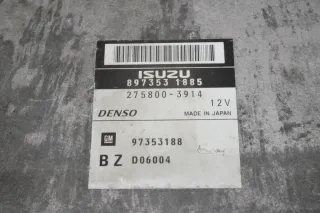 ISUZU
897353 1885
275800-3914
12V
DENSO MADE IN JAPAN
GM 97353188
BZ D06004